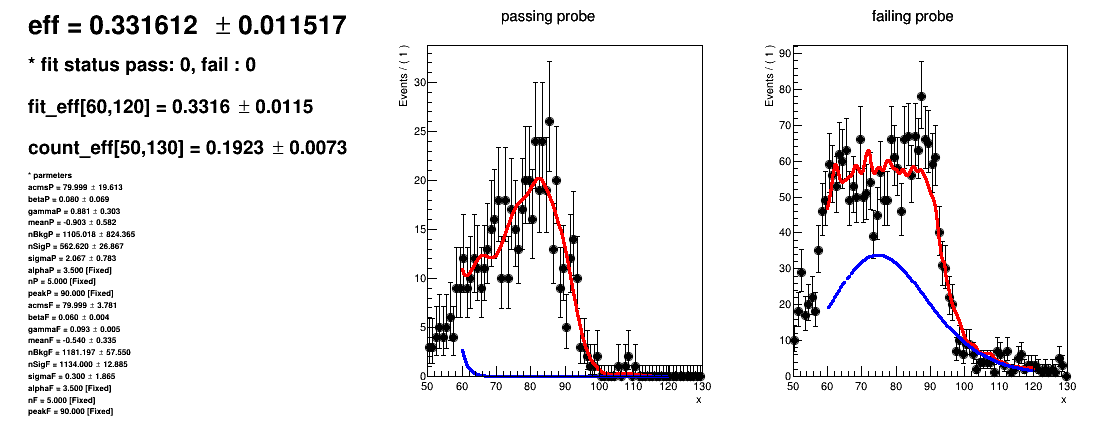 eff = 0.331612 ± 0.011517
* fit status pass: 0, fail : 0
fit_eff[60,120] = 0.3316 ± 0.0115
count_eff[50,130] = 0.1923 ± 0.0073
* parmeters
acmsP = 79.999 ± 19.613
betaP = 0.080 ± 0.069
gammaP = 0.881 ± 0.303
meanP = -0.903 ± 0.582
nBkgP = 1105.018 ± 824.365
nSigP = 562.620 ± 26.867
sigmaP = 2.067 ± 0.783
alphaP = 3.500 [Fixed]
nP = 5.000 [Fixed]
peakP = 90.000 [Fixed]
acmsF = 79.999 ± 3.781
betaF = 0.060 ± 0.004
gammaF = 0.093 ± 0.005
meanF = -0.540 ± 0.335
nBkgF = 1181.197 ± 57.550
nSigF = 1134.000 ± 12.885
sigmaF = 0.300 ± 1.865
alphaF = 3.500 [Fixed]
nF = 5.000 [Fixed]
peakF = 90.000 [Fixed]
passing probe
Events / ( 1 )
30
25
20
15
10
5
0
50 60 70 80 90 100 110 120 130
x
failing probe
Events / ( 1 )
90
80
70
60
50
40
30
20
10
0
50 60 70 80 90 100 110 120 130
x